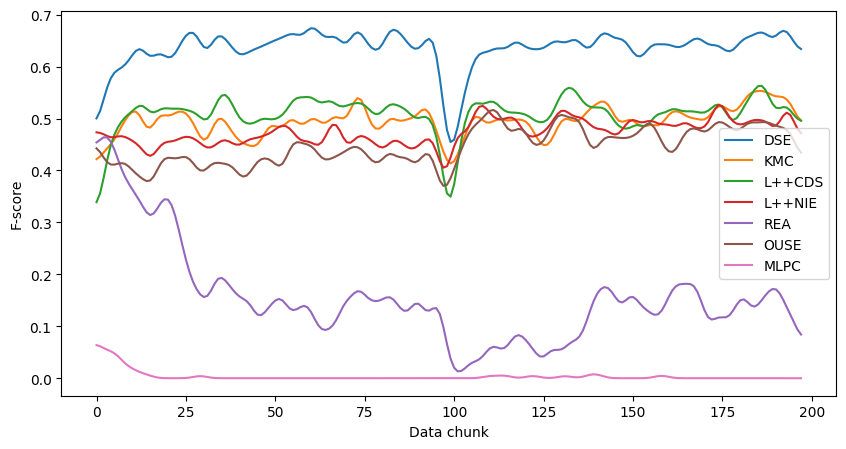 0.7
0.6
0.5
0.4
0.3
0.2
0.1
0.0
F-score
0 25 50 75 100 125 150 175 200
Data chunk
DSE
KMC
L++CDS
L++NIE
REA
OUSE
MLPC